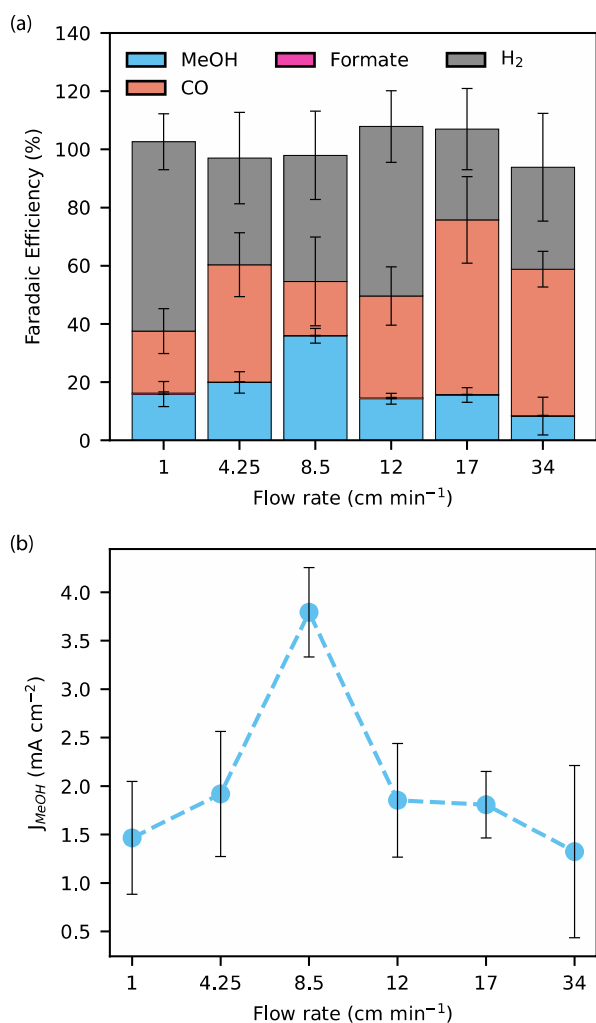 (a)
140
120
100
80
60
40
20
0
Faradaic Efficiency (%)
MeOH
Formate
H₂
CO
1 4.25 8.5 12 17 34
Flow rate (cm min⁻¹)
(b)
4.0
3.5
3.0
2.5
2.0
1.5
1.0
0.5
J_MeOH (mA cm⁻²)
1 4.25 8.5 12 17 34
Flow rate (cm min⁻¹)